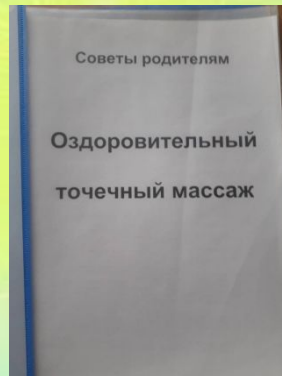 Советы родителям
Оздоровительный
точечный массаж